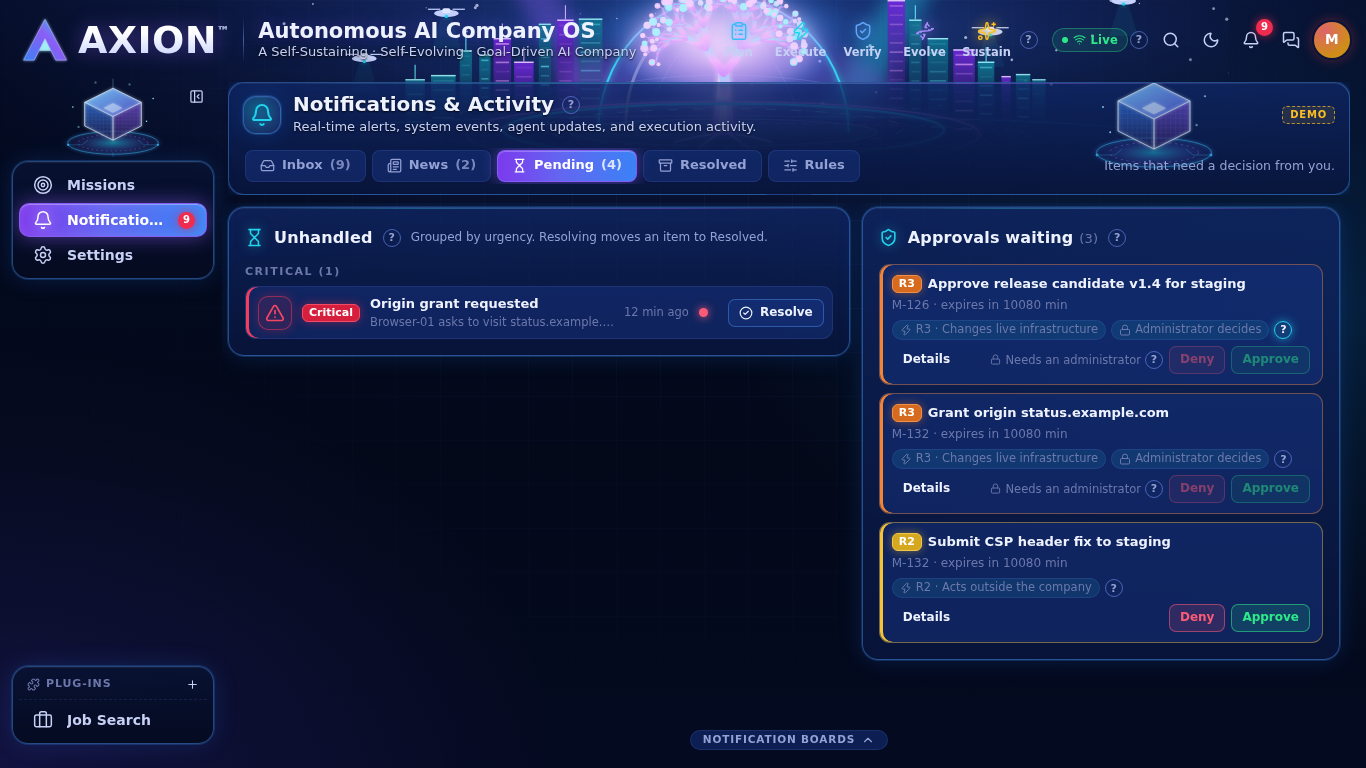 AXION™
Autonomous AI Company OS
A Self-Sustaining · Self-Evolving · Goal-Driven AI Company
Execute
Verify
Evolve
Sustain
?
Live
?
9
M
Missions
Notificatio...
9
Settings
PLUG-INS
+
Job Search
Notifications & Activity ?
Real-time alerts, system events, agent updates, and execution activity.
DEMO
Inbox (9)
News (2)
Pending (4)
Resolved
Rules
Items that need a decision from you.
Unhandled ? Grouped by urgency. Resolving moves an item to Resolved.
CRITICAL (1)
Critical
Origin grant requested
Browser-01 asks to visit status.example....
12 min ago
Resolve
Approvals waiting (3) ?
R3 Approve release candidate v1.4 for staging
M-126 · expires in 10080 min
R3 · Changes live infrastructure
Administrator decides
?
Details
Needs an administrator
?
Deny
Approve
R3 Grant origin status.example.com
M-132 · expires in 10080 min
R3 · Changes live infrastructure
Administrator decides
?
Details
Needs an administrator
?
Deny
Approve
R2 Submit CSP header fix to staging
M-132 · expires in 10080 min
R2 · Acts outside the company
?
Details
Deny
Approve
NOTIFICATION BOARDS